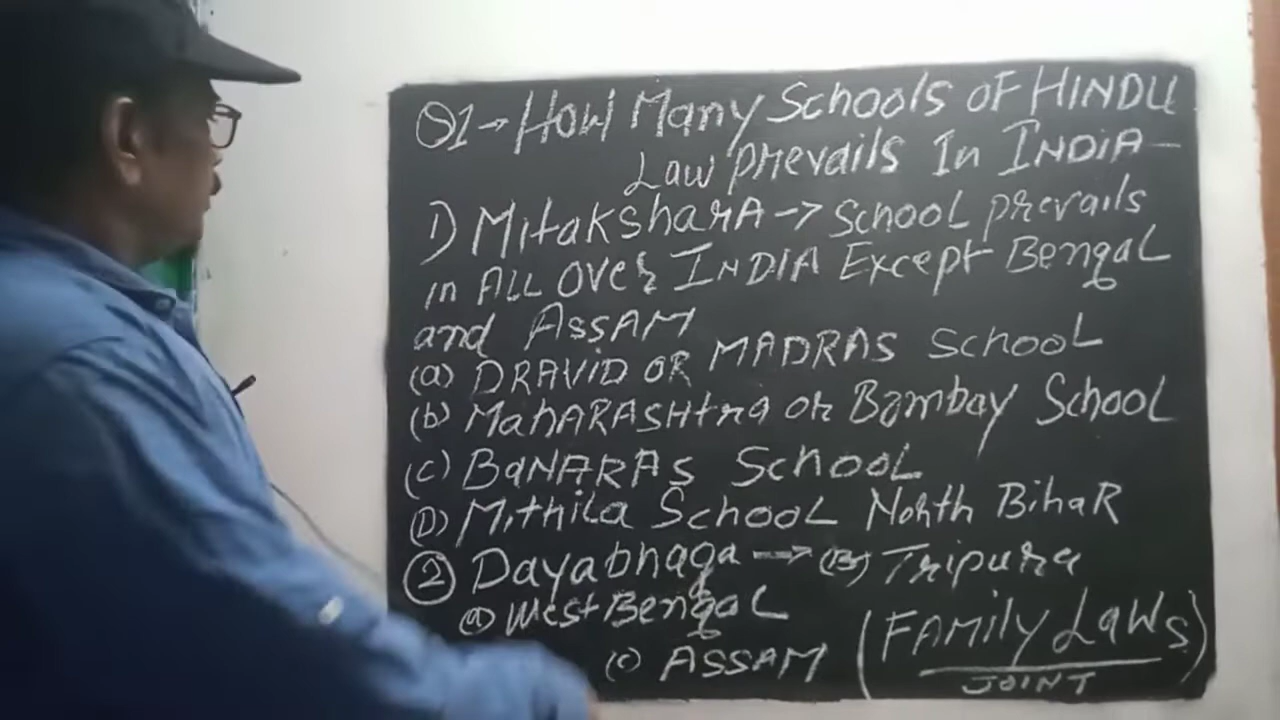 Q1→ How Many Schools of HINDU
Law prevails In INDIA-
1) Mitakshara → School prevails
in ALL over INDIA Except Bengal
and ASSAM
(a) DRAVID OR MADRAS School
(b) Maharashtra or Bombay School
(c) BANARAS School
(D) Mithila School North Bihar
② Dayabhaga → (B) Tripura
(a) West Bengal
(c) ASSAM
(FAMily Laws)
JOINT